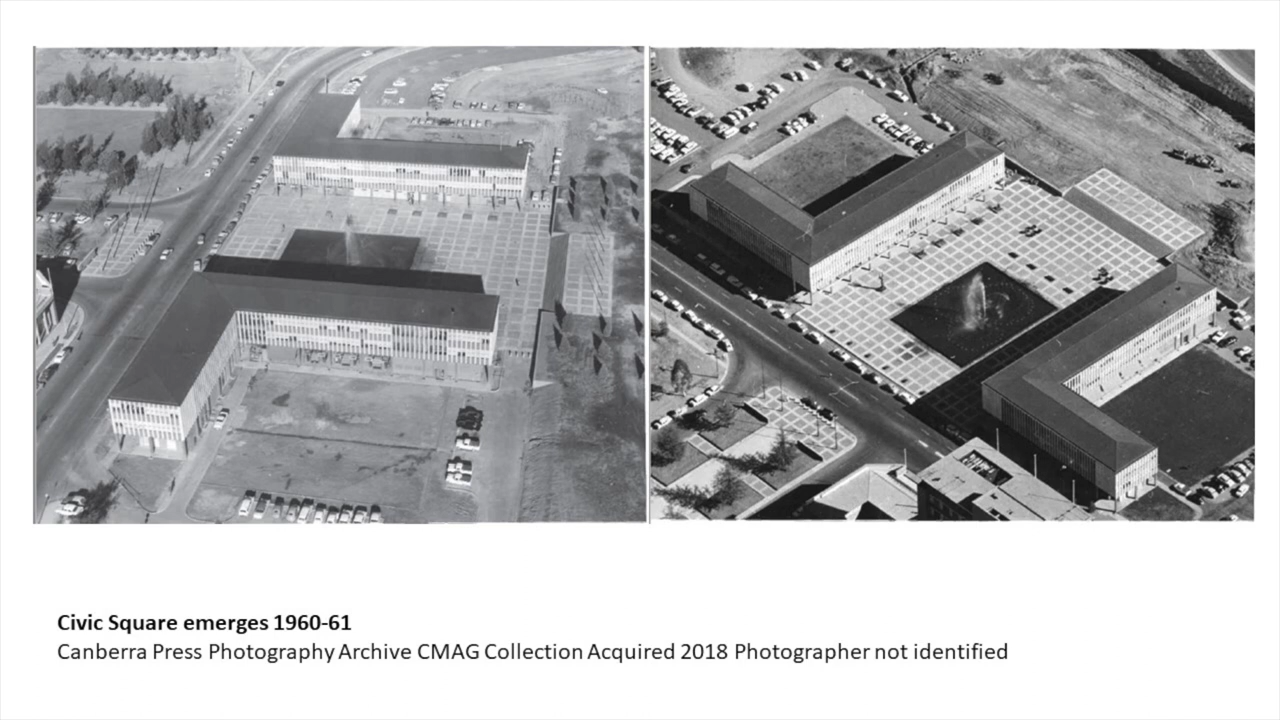 Civic Square emerges 1960-61
Canberra Press Photography Archive CMAG Collection Acquired 2018 Photographer not identified